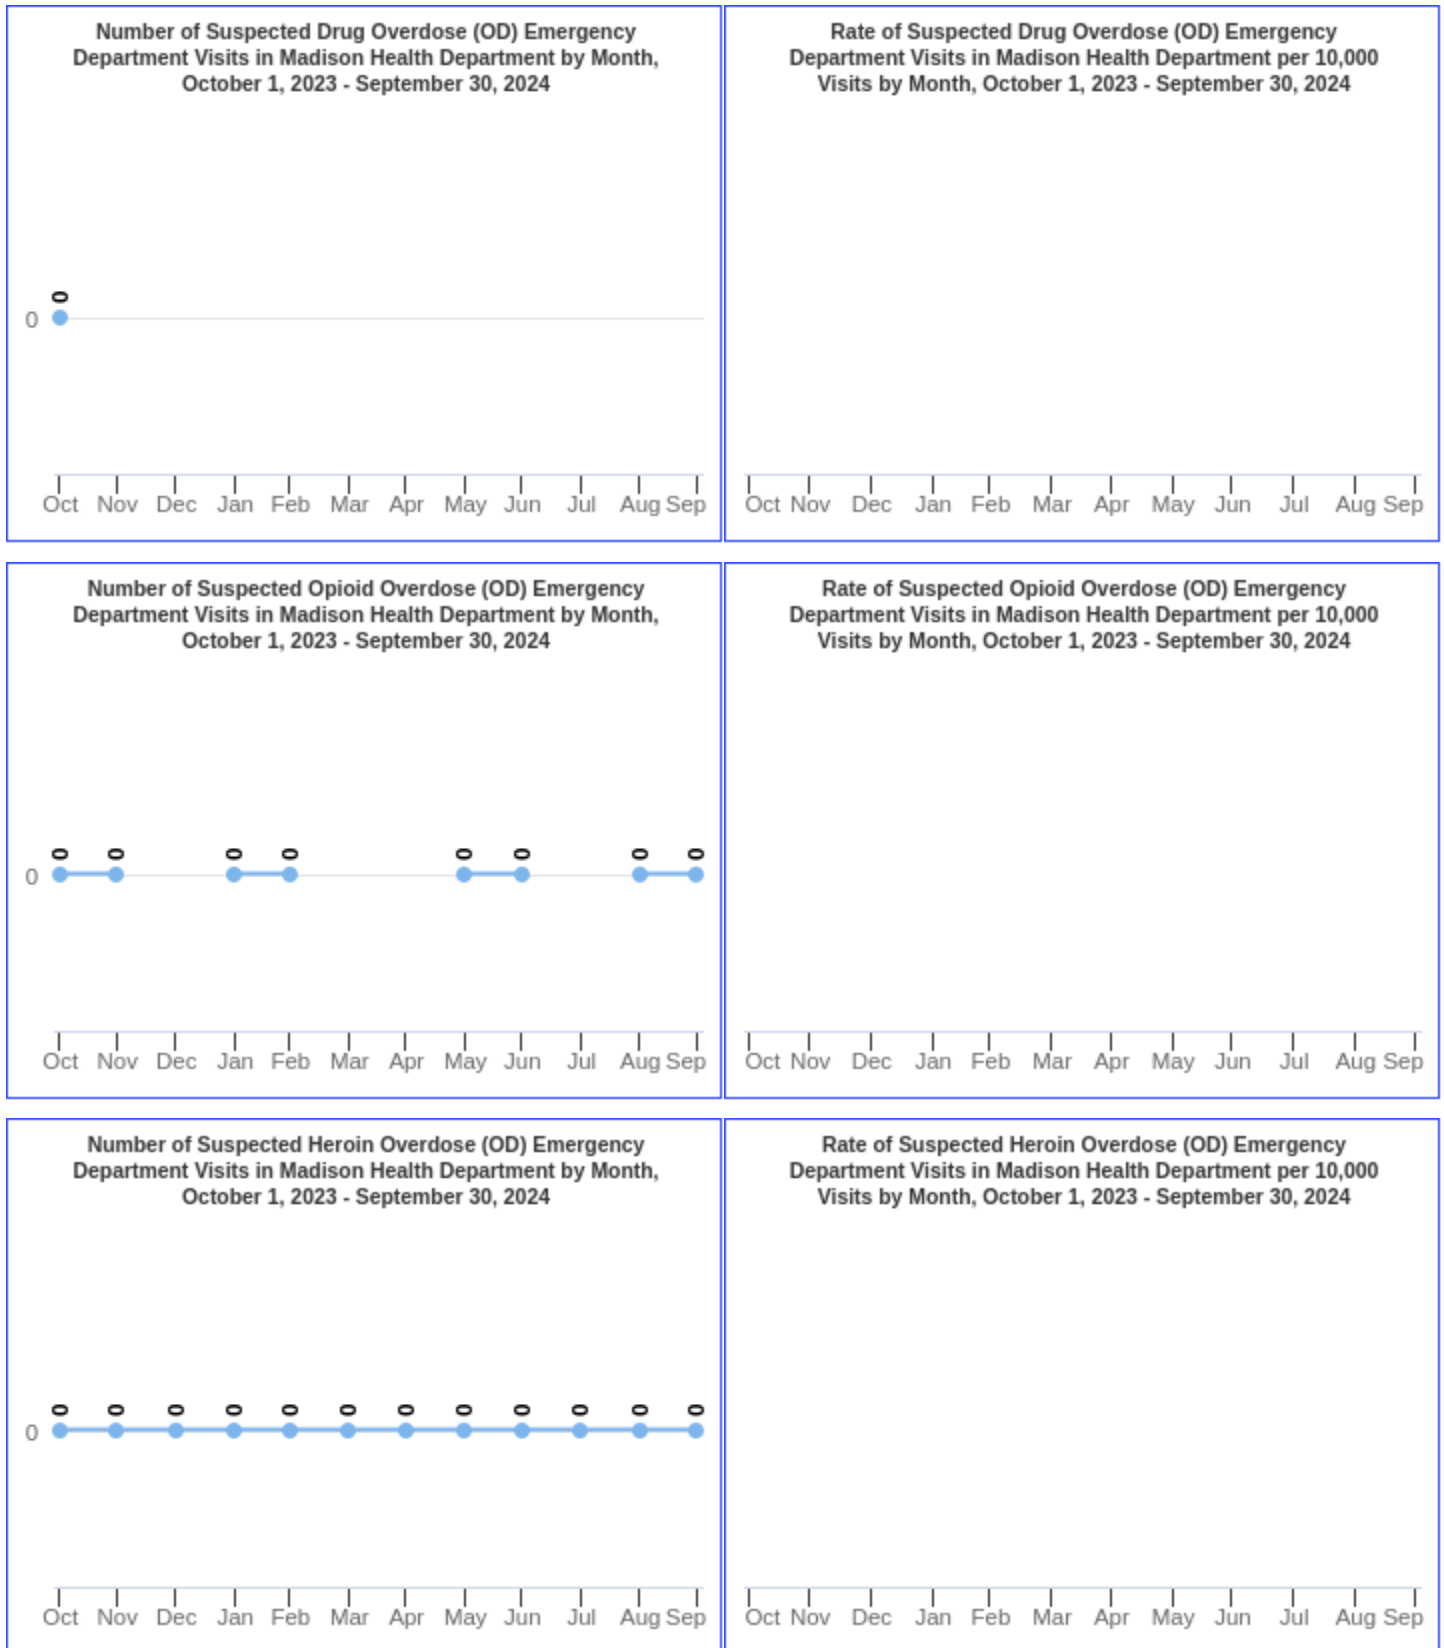 Number of Suspected Drug Overdose (OD) Emergency
Department Visits in Madison Health Department by Month,
October 1, 2023 - September 30, 2024
0
0
Oct Nov Dec Jan Feb Mar Apr May Jun Jul Aug Sep
Rate of Suspected Drug Overdose (OD) Emergency
Department Visits in Madison Health Department per 10,000
Visits by Month, October 1, 2023 - September 30, 2024
Oct Nov Dec Jan Feb Mar Apr May Jun Jul Aug Sep
Number of Suspected Opioid Overdose (OD) Emergency
Department Visits in Madison Health Department by Month,
October 1, 2023 - September 30, 2024
0 0 0 0 0 0 0 0
0
Oct Nov Dec Jan Feb Mar Apr May Jun Jul Aug Sep
Rate of Suspected Opioid Overdose (OD) Emergency
Department Visits in Madison Health Department per 10,000
Visits by Month, October 1, 2023 - September 30, 2024
Oct Nov Dec Jan Feb Mar Apr May Jun Jul Aug Sep
Number of Suspected Heroin Overdose (OD) Emergency
Department Visits in Madison Health Department by Month,
October 1, 2023 - September 30, 2024
0 0 0 0 0 0 0 0 0 0 0 0
0
Oct Nov Dec Jan Feb Mar Apr May Jun Jul Aug Sep
Rate of Suspected Heroin Overdose (OD) Emergency
Department Visits in Madison Health Department per 10,000
Visits by Month, October 1, 2023 - September 30, 2024
Oct Nov Dec Jan Feb Mar Apr May Jun Jul Aug Sep